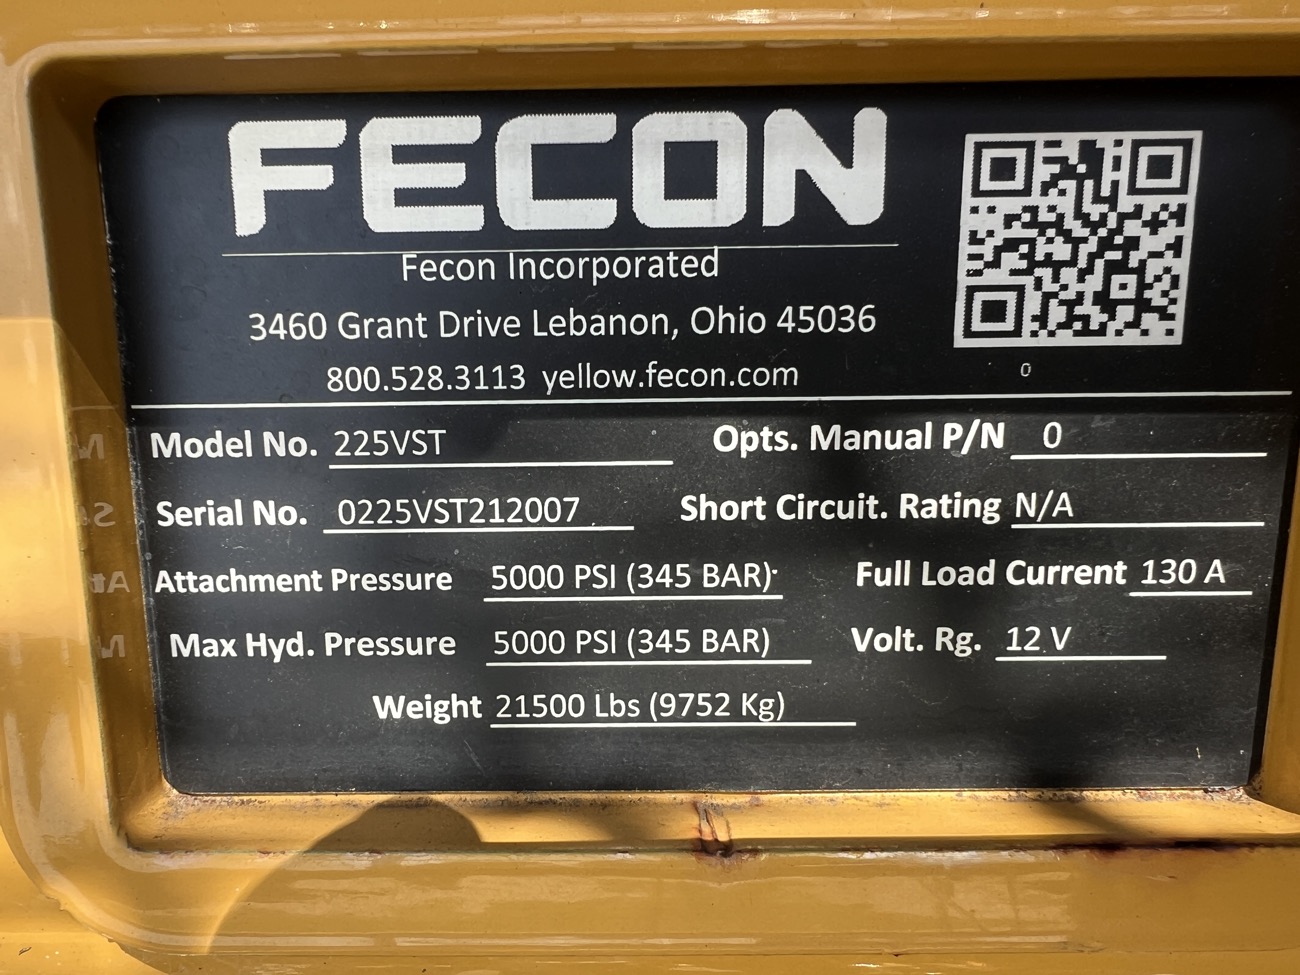 FECON
Fecon Incorporated
3460 Grant Drive Lebanon, Ohio 45036
800.528.3113 yellow.fecon.com
0
Model No. 225VST Opts. Manual P/N 0
Serial No. 0225VST212007 Short Circuit. Rating N/A
Attachment Pressure 5000 PSI (345 BAR) Full Load Current 130 A
Max Hyd. Pressure 5000 PSI (345 BAR) Volt. Rg. 12 V
Weight 21500 Lbs (9752 Kg)